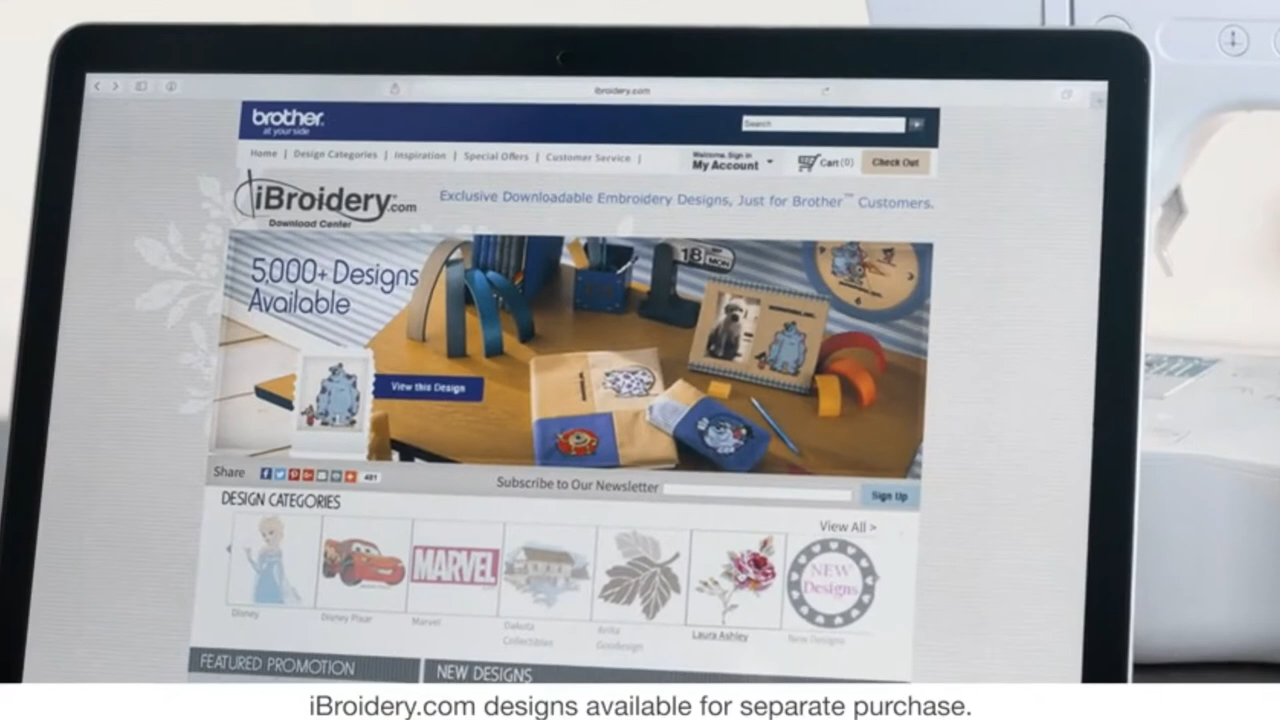 ibroidery.com
brother
at your side
Search
Home | Design Categories | Inspiration | Special Offers | Customer Service |
Welcome. Sign in
My Account
Cart (0)
Check Out
iBroidery.com
Download Center
Exclusive Downloadable Embroidery Designs, Just for Brother™ Customers.
5,000+ Designs
Available
18
MON
View this Design
Share
481
Subscribe to Our Newsletter
Sign Up
DESIGN CATEGORIES
View All >
MARVEL
NEW
Designs
Disney
Disney Pixar
Marvel
Dakota
Collectibles
Anita
Goodesign
Laura Ashley
New Designs
FEATURED PROMOTION
NEW DESIGNS
iBroidery.com designs available for separate purchase.